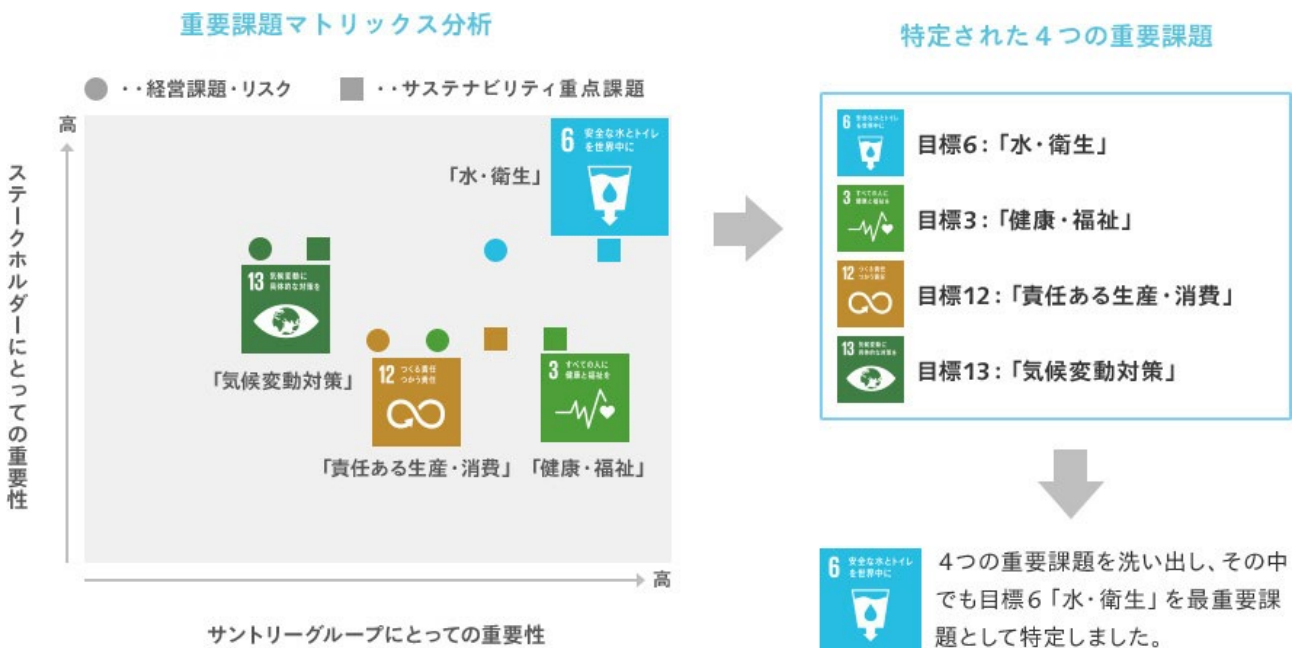 重要課題マトリックス分析
・・経営課題・リスク
・・サステナビリティ重点課題
高
ステークホルダーにとっての重要性
6 安全な水とトイレ
を世界中に
「水・衛生」
13 気候変動に
具体的な対策を
「気候変動対策」
12 つくる責任
つかう責任
「責任ある生産・消費」
3 すべての人に
健康と福祉を
「健康・福祉」
高
サントリーグループにとっての重要性
特定された4つの重要課題
6 安全な水とトイレ
を世界中に
目標6:「水・衛生」
3 すべての人に
健康と福祉を
目標3:「健康・福祉」
12 つくる責任
つかう責任
目標12:「責任ある生産・消費」
13 気候変動に
具体的な対策を
目標13:「気候変動対策」
6 安全な水とトイレ
を世界中に
4つの重要課題を洗い出し、その中
でも目標6「水・衛生」を最重要課
題として特定しました。